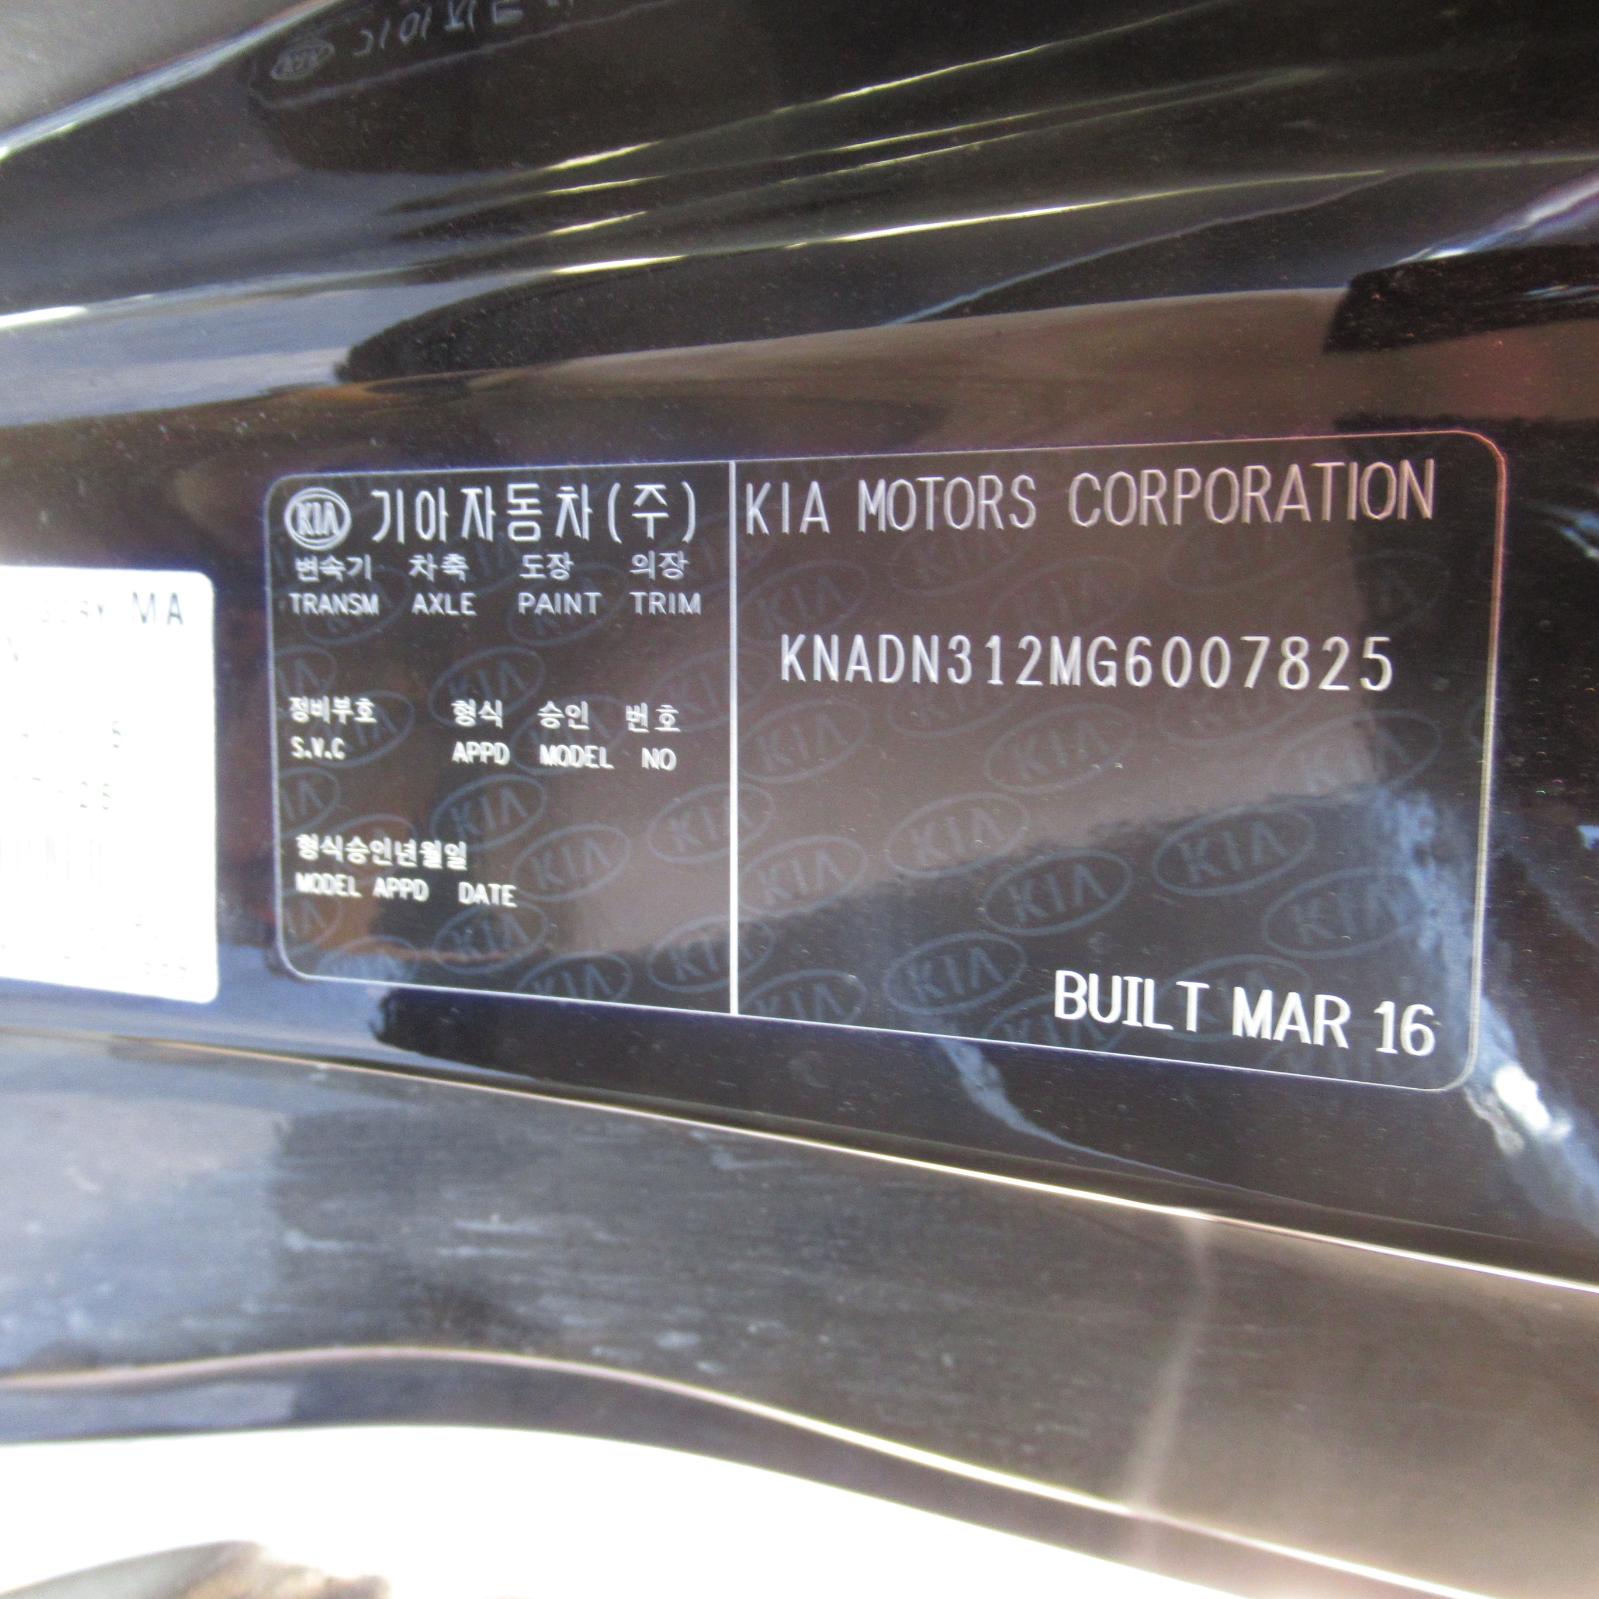 KIA 기아자동차(주)
변속기 차축 도장 의장
TRANSM AXLE PAINT TRIM
정비부호 형식 승인 번호
S.V.C APPD MODEL NO
형식승인년월일
MODEL APPD DATE
KIA MOTORS CORPORATION
KNADN312MG6007825
BUILT MAR 16
MA